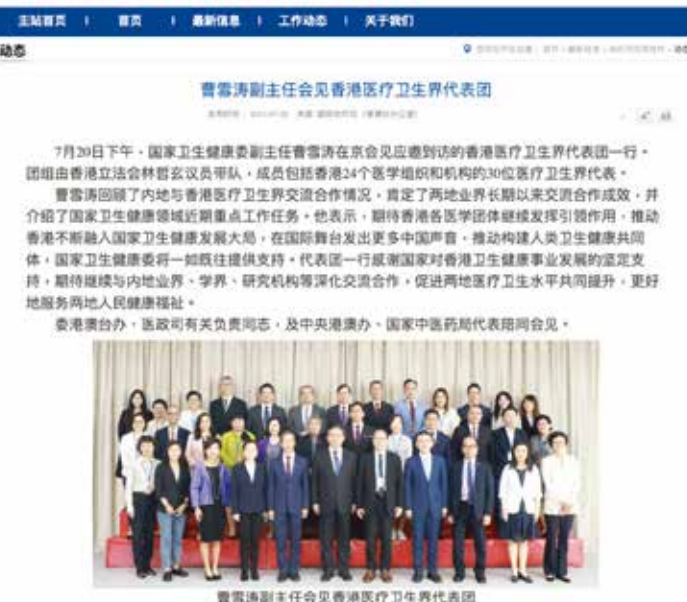 主站首页 | 首页 | 最新信息 | 工作动态 | 关于我们
动态
曹雪涛副主任会见香港医疗卫生界代表团
7月20日下午，国家卫生健康委副主任曹雪涛在京会见应邀到访的香港医疗卫生界代表团一行。
团组由香港立法会林哲玄议员带队，成员包括香港24个医学组织和机构的30位医疗卫生界代表。
曹雪涛回顾了内地与香港医疗卫生界交流合作情况，肯定了两地业界长期以来交流合作成效，并
介绍了国家卫生健康领域近期重点工作任务。他表示，期待香港各医学团体继续发挥引领作用，推动
香港不断融入国家卫生健康发展大局，在国际舞台发出更多中国声音，推动构建人类卫生健康共同
体，国家卫生健康委将一如既往提供支持。代表团一行感谢国家对香港卫生健康事业发展的坚定支
持，期待继续与内地业界、学界、研究机构等深化交流合作，促进两地医疗卫生水平共同提升，更好
地服务两地人民健康福祉。
委港澳台办、医政司有关负责同志，及中央港澳办、国家中医药局代表陪同会见。
曹雪涛副主任会见香港医疗卫生界代表团